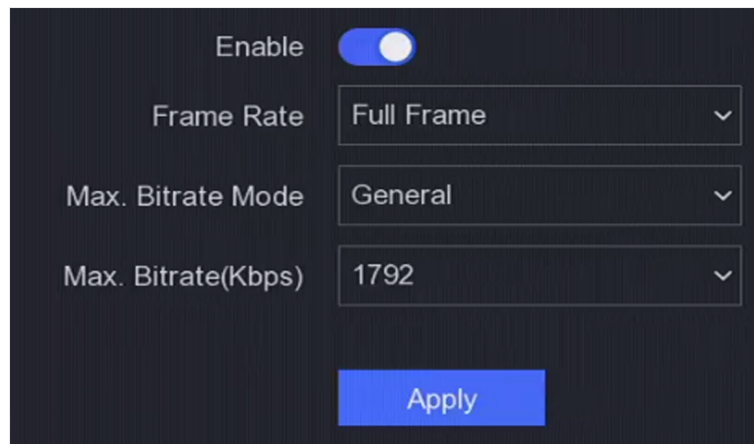 Enable
Frame Rate Full Frame
Max. Bitrate Mode General
Max. Bitrate(Kbps) 1792
Apply